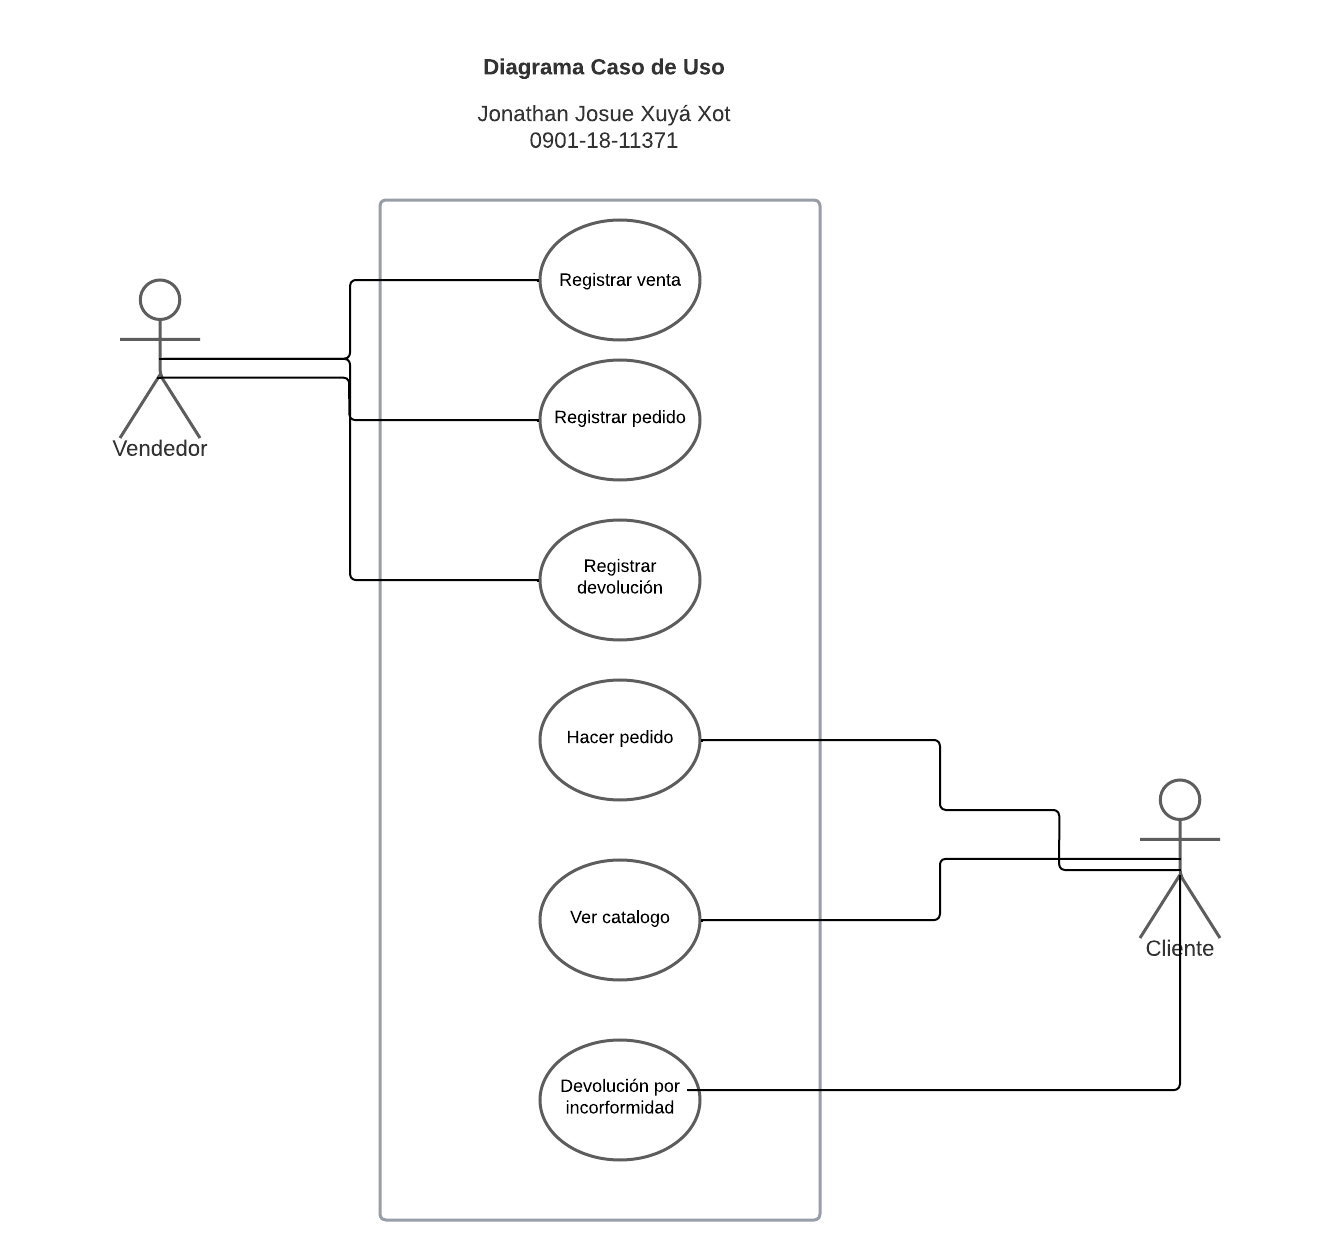 Diagrama Caso de Uso
Jonathan Josue Xuyá Xot
0901-18-11371
Registrar venta
Vendedor
Registrar pedido
Registrar
devolución
Hacer pedido
Ver catalogo
Cliente
Devolución por
incorformidad